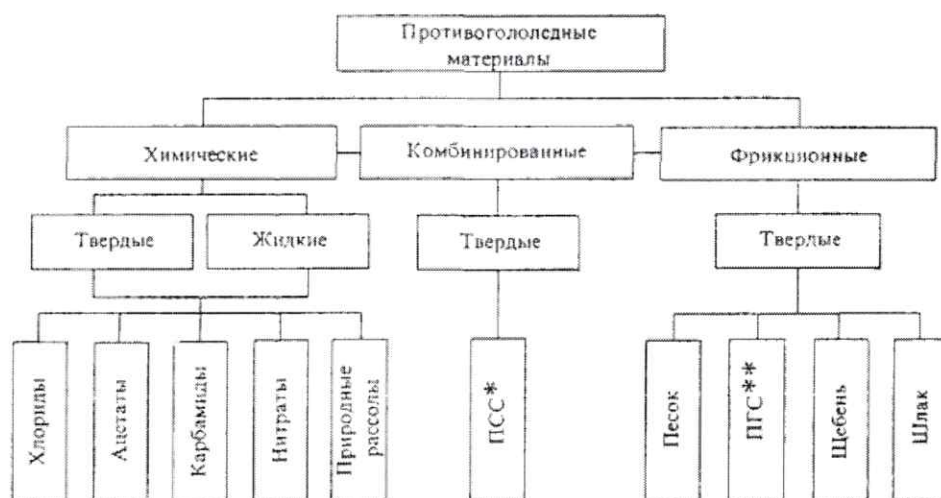 Противогололедные
материалы
Химические
Комбинированные
Фрикционные
Твердые
Жидкие
Твердые
Твердые
Хлориды
Ацетаты
Карбамиды
Нитраты
Природные
рассолы
ПСС*
Песок
ПГС**
Щебень
Шлак